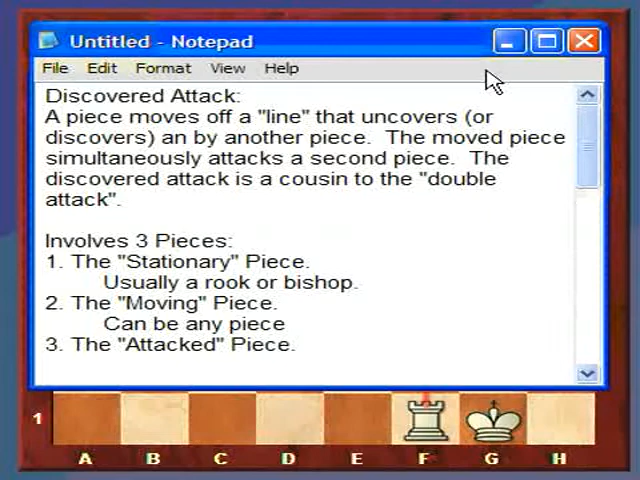 Untitled - Notepad
File Edit Format View Help
Discovered Attack:
A piece moves off a "line" that uncovers (or
discovers) an by another piece. The moved piece
simultaneously attacks a second piece. The
discovered attack is a cousin to the "double
attack".
Involves 3 Pieces:
1. The "Stationary" Piece.
Usually a rook or bishop.
2. The "Moving" Piece.
Can be any piece
3. The "Attacked" Piece.
1
A B C D E F G H